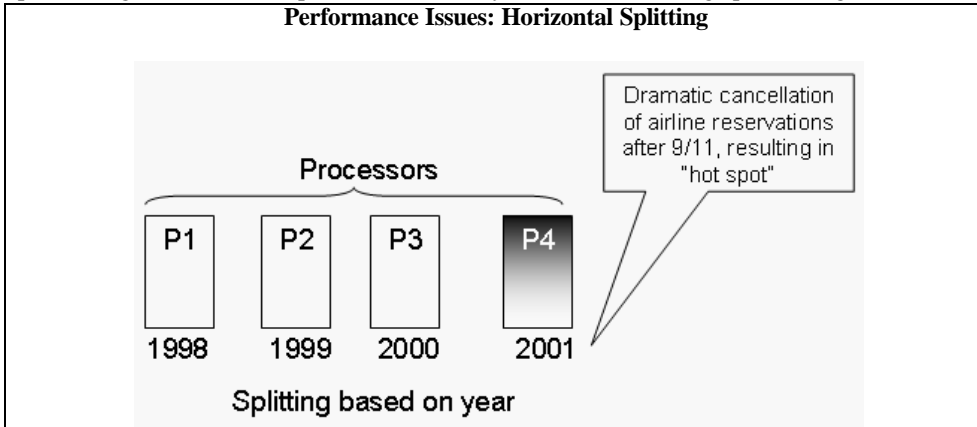 Performance Issues: Horizontal Splitting
Dramatic cancellation
of airline reservations
after 9/11, resulting in
"hot spot"
Processors
P1 P2 P3 P4
1998 1999 2000 2001
Splitting based on year